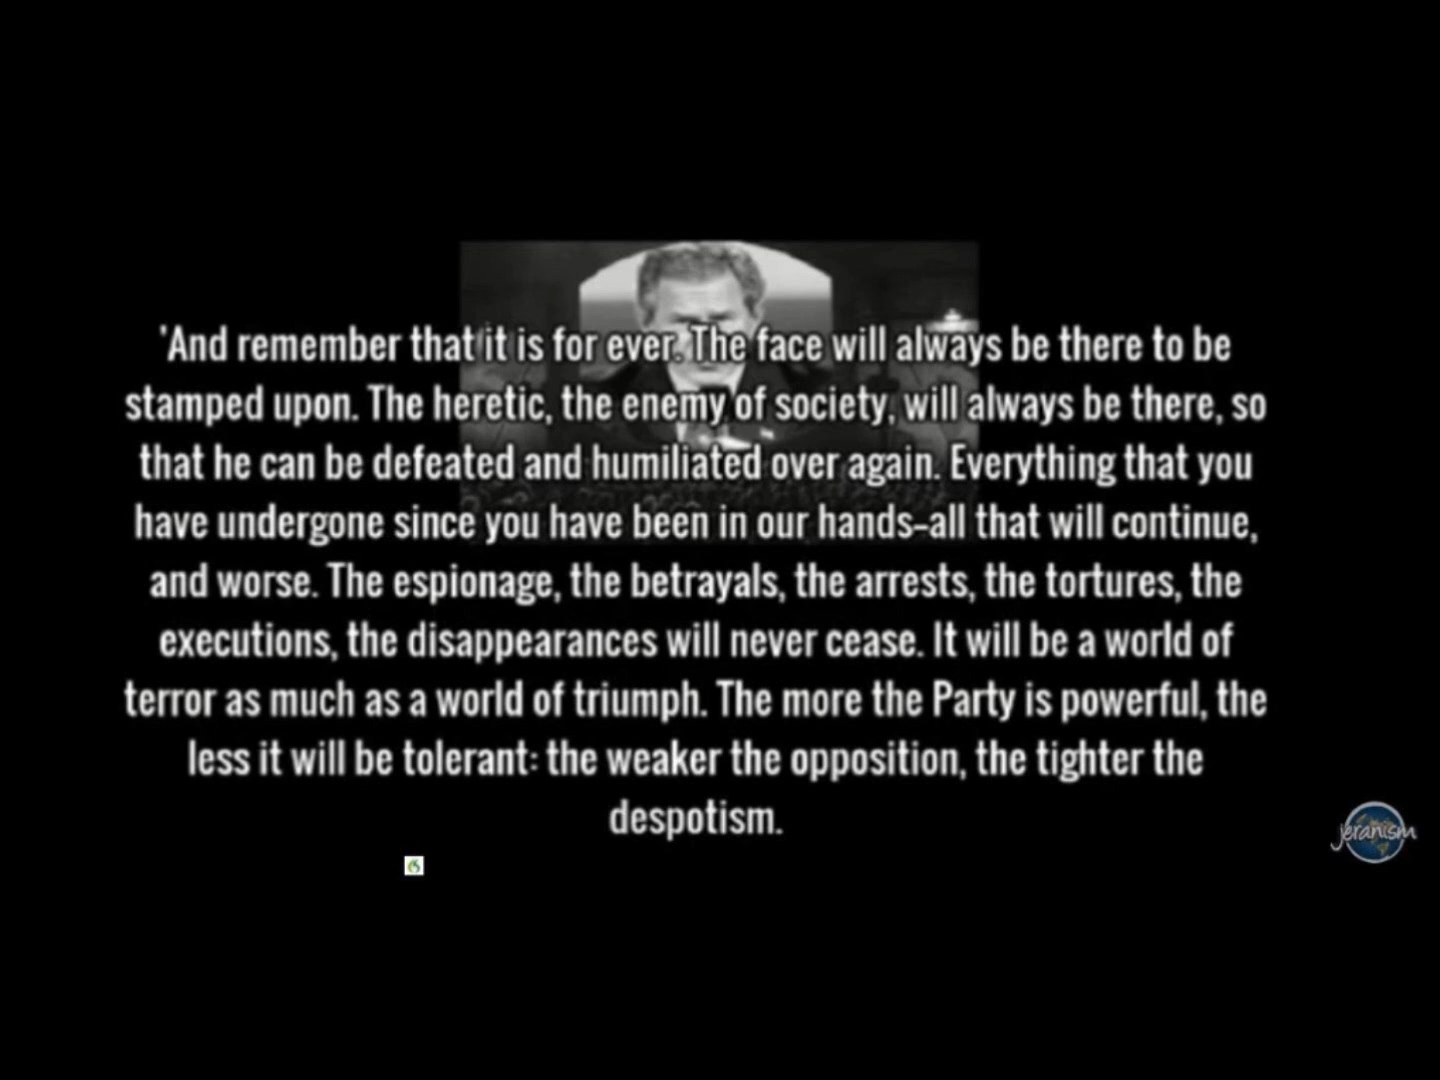 'And remember that it is for ever. The face will always be there to be
stamped upon. The heretic, the enemy of society, will always be there, so
that he can be defeated and humiliated over again. Everything that you
have undergone since you have been in our hands–all that will continue,
and worse. The espionage, the betrayals, the arrests, the tortures, the
executions, the disappearances will never cease. It will be a world of
terror as much as a world of triumph. The more the Party is powerful, the
less it will be tolerant: the weaker the opposition, the tighter the
despotism.
jeranism